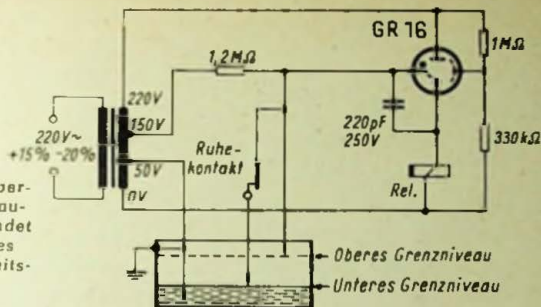 GR 16
1MΩ
1,2MΩ
220V
150V
220V~
+15% -20%
50V
0V
Ruhe-
kontakt
220pF
250V
330kΩ
Rel.
Oberes Grenzniveau
Unteres Grenzniveau